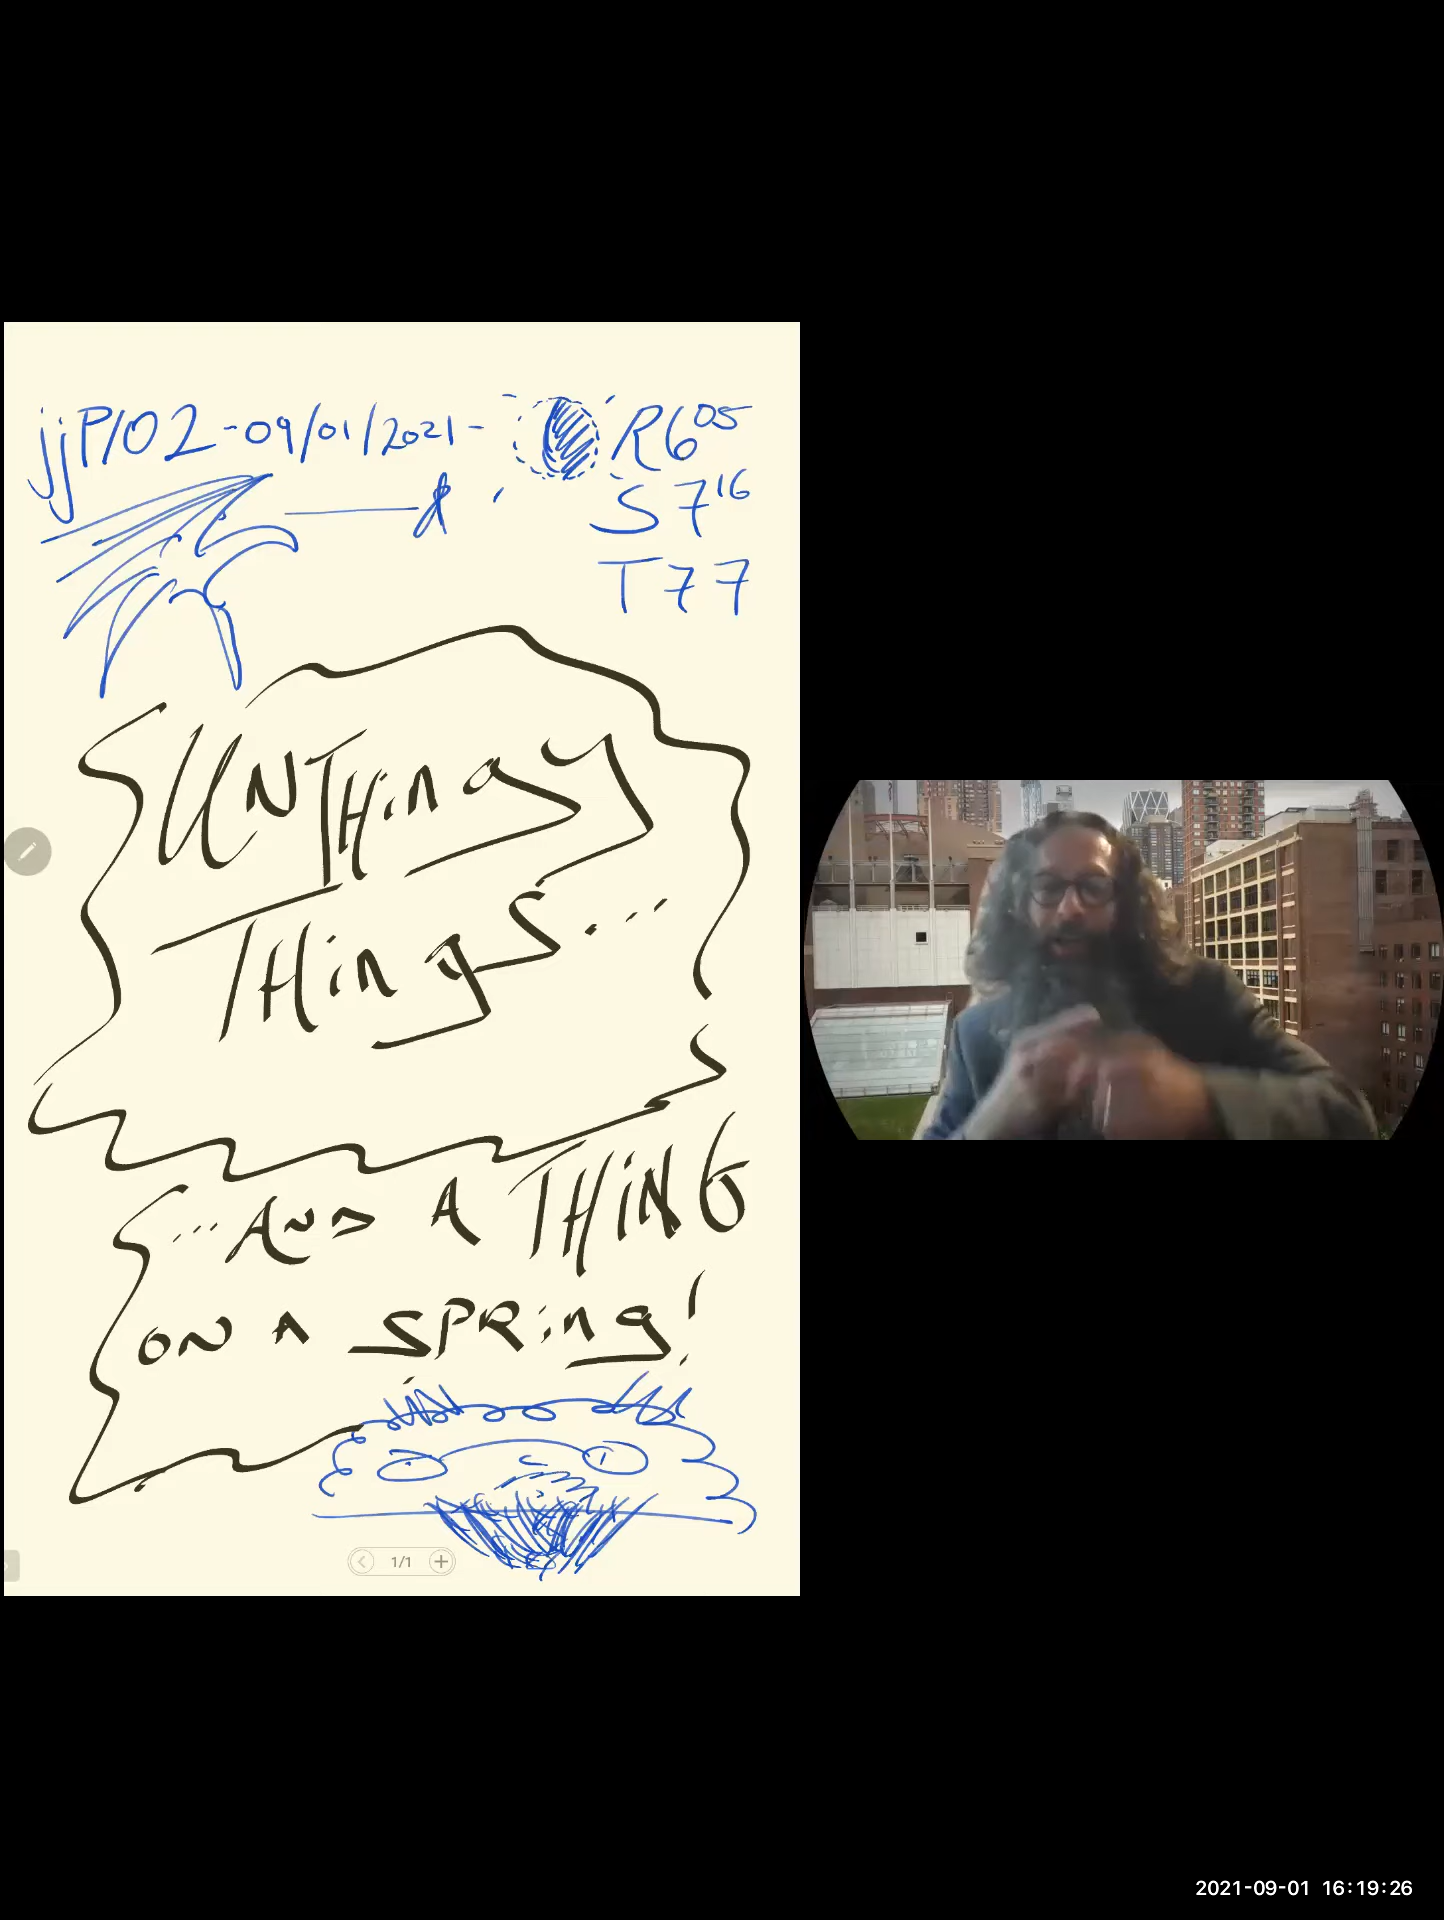 jjP102-09/01/2021- R6⁰⁵
S7¹⁶
T77
UNTHingy
THings...
...AND A THING
ON A SPRing!
1/1
2021-09-01 16:19:26